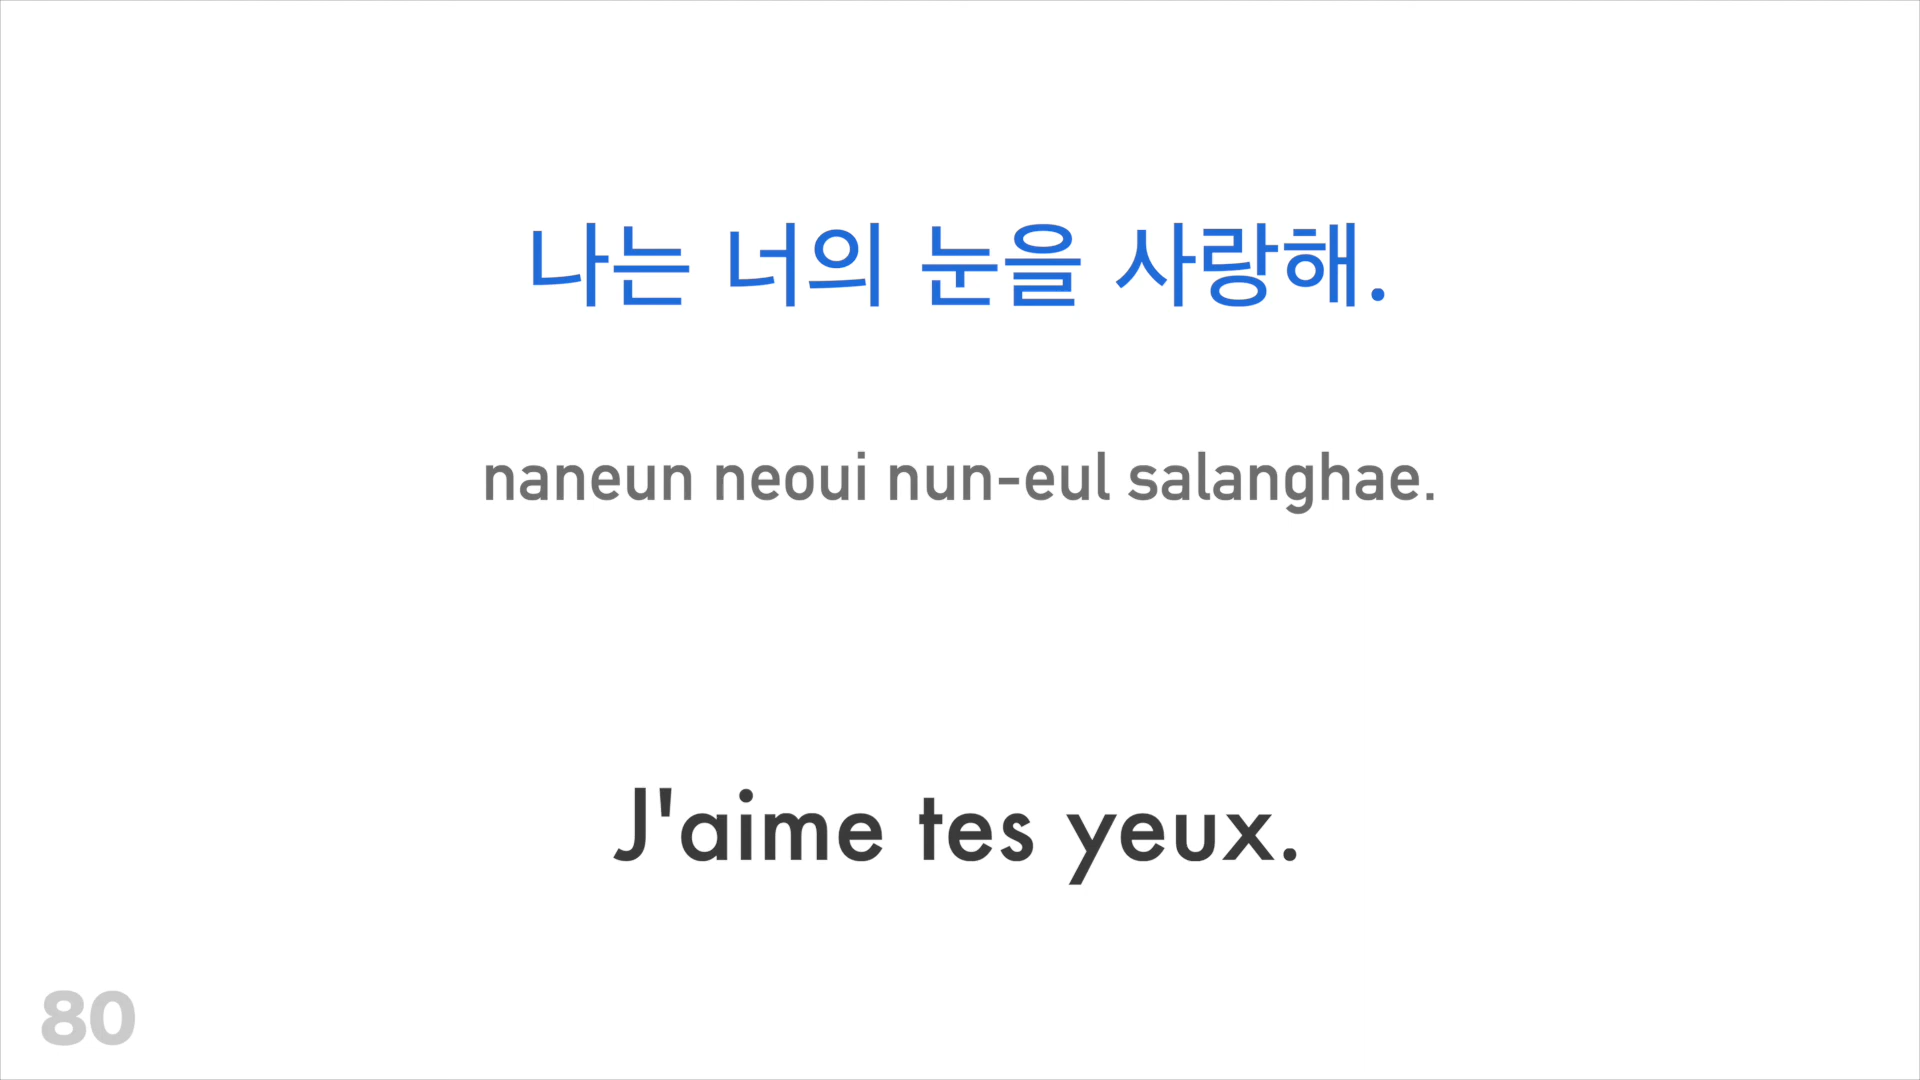 나는 너의 눈을 사랑해.
naneun neoui nun-eul salanghae.
J'aime tes yeux.
80